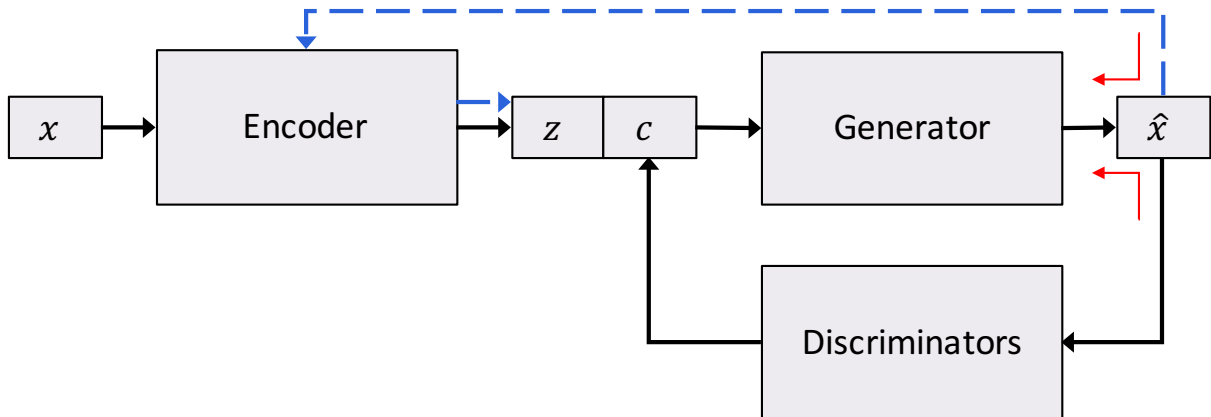 x
Encoder
z
c
Generator
x̂
Discriminators